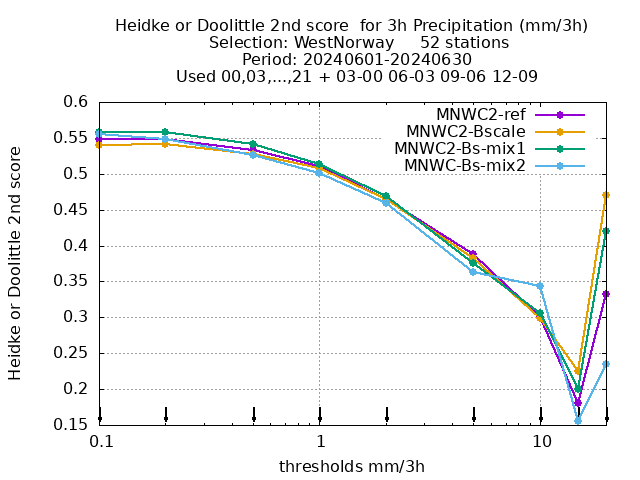 Heidke or Doolittle 2nd score  for 3h Precipitation (mm/3h)
Selection: WestNorway     52 stations
Period: 20240601-20240630
Used 00,03,...,21 + 03-00 06-03 09-06 12-09
Heidke or Doolittle 2nd score
0.6
0.55
0.5
0.45
0.4
0.35
0.3
0.25
0.2
0.15
MNWC2-ref
MNWC2-Bscale
MNWC2-Bs-mix1
MNWC-Bs-mix2
0.1
1
10
thresholds mm/3h